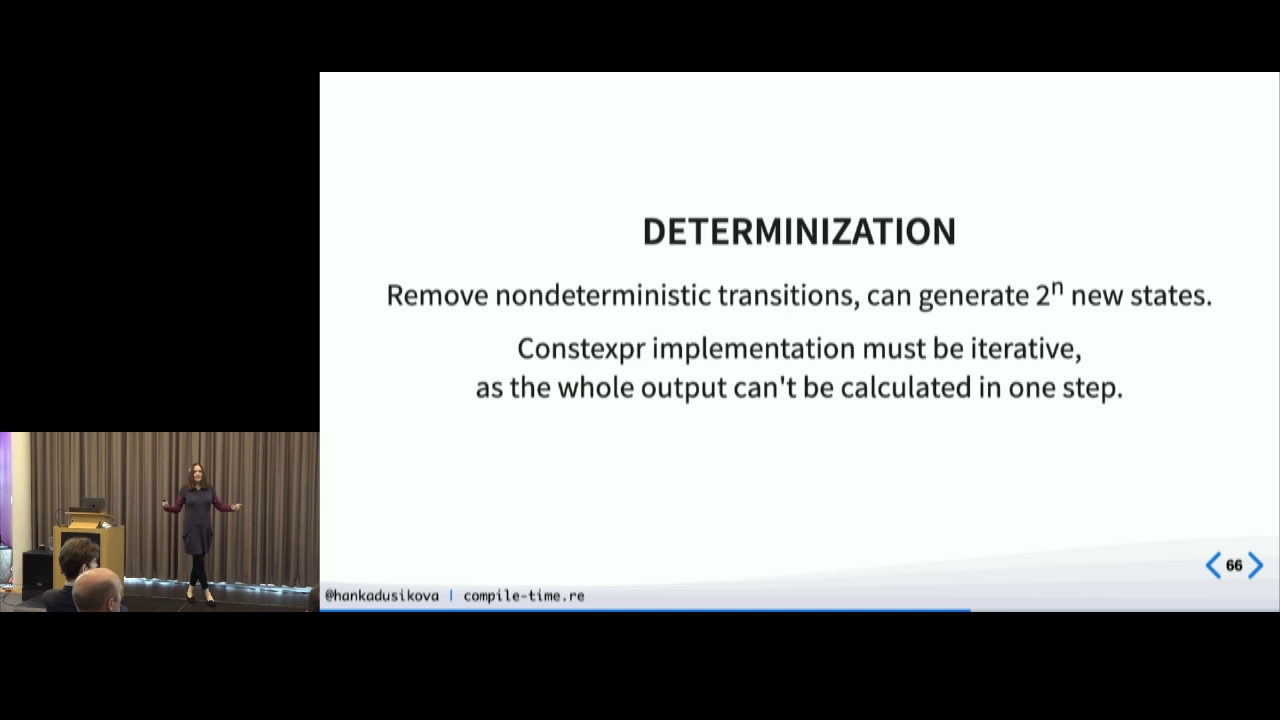 DETERMINIZATION
Remove nondeterministic transitions, can generate 2ⁿ new states.
Constexpr implementation must be iterative,
as the whole output can't be calculated in one step.
66
@hankadusikova | compile-time.re